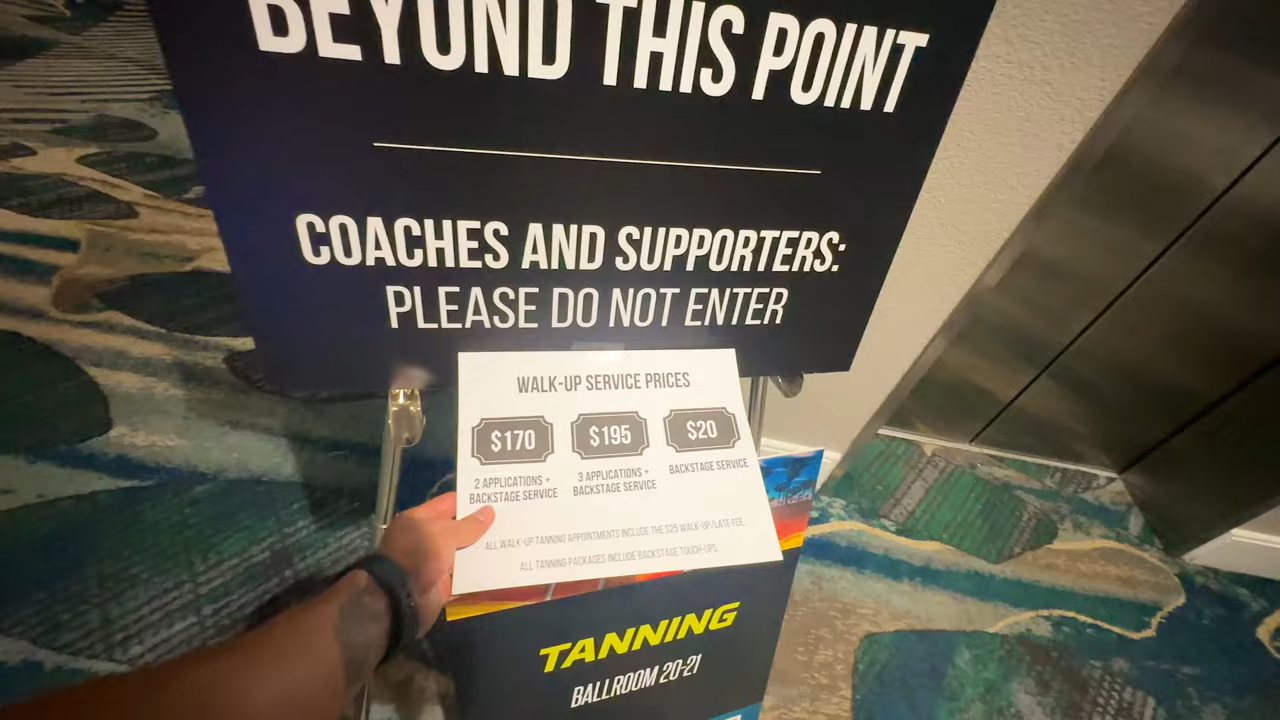 BEYOND THIS POINT
COACHES AND SUPPORTERS:
PLEASE DO NOT ENTER
WALK-UP SERVICE PRICES
$170 $195 $20
2 APPLICATIONS + 3 APPLICATIONS + BACKSTAGE SERVICE
BACKSTAGE SERVICE BACKSTAGE SERVICE
ALL WALK-UP TANNING APPOINTMENTS INCLUDE THE $25 WALK-UP/LATE FEE.
ALL TANNING PACKAGES INCLUDE BACKSTAGE TOUCH-UPS.
TANNING
BALLROOM 20-21